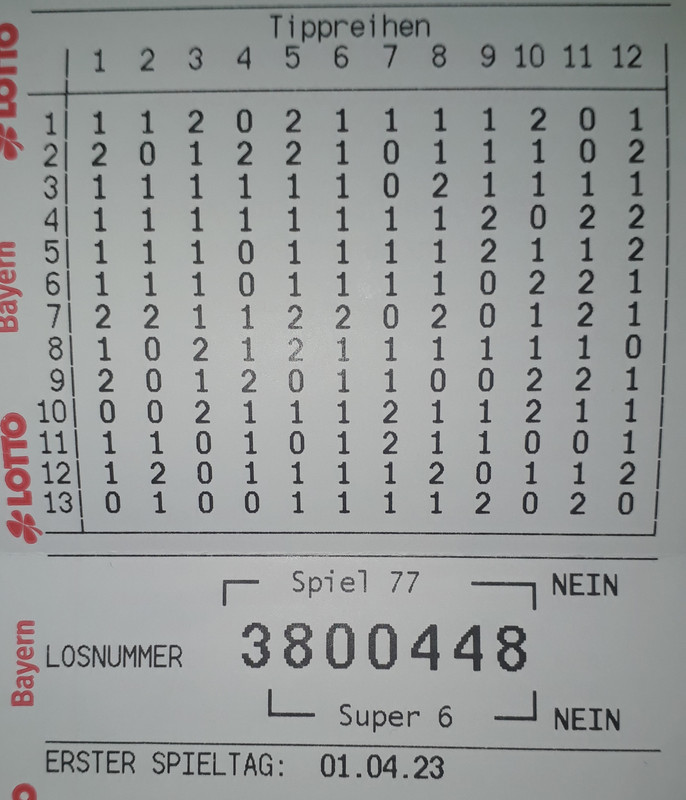 Tippreihen
1 2 3 4 5 6 7 8 9 10 11 12
1 1 1 2 0 2 1 1 1 1 2 0 1
2 2 0 1 2 2 1 0 1 1 1 0 2
3 1 1 1 1 1 1 0 2 1 1 1 1
4 1 1 1 1 1 1 1 1 2 0 2 2
5 1 1 1 0 1 1 1 1 2 1 1 2
6 1 1 1 0 1 1 1 1 0 2 2 1
7 2 2 1 1 2 2 0 2 0 1 2 1
8 1 0 2 1 2 1 1 1 1 1 1 0
9 2 0 1 2 0 1 1 0 0 2 2 1
10 0 0 2 1 1 1 2 1 1 2 1 1
11 1 1 0 1 0 1 2 1 1 0 0 1
12 1 2 0 1 1 1 1 2 0 1 1 2
13 0 1 0 0 1 1 1 1 2 0 2 0
Spiel 77 NEIN
LOSNUMMER 3800448
Super 6 NEIN
ERSTER SPIELTAG: 01.04.23
LOTTO
Bayern
LOTTO
Bayern